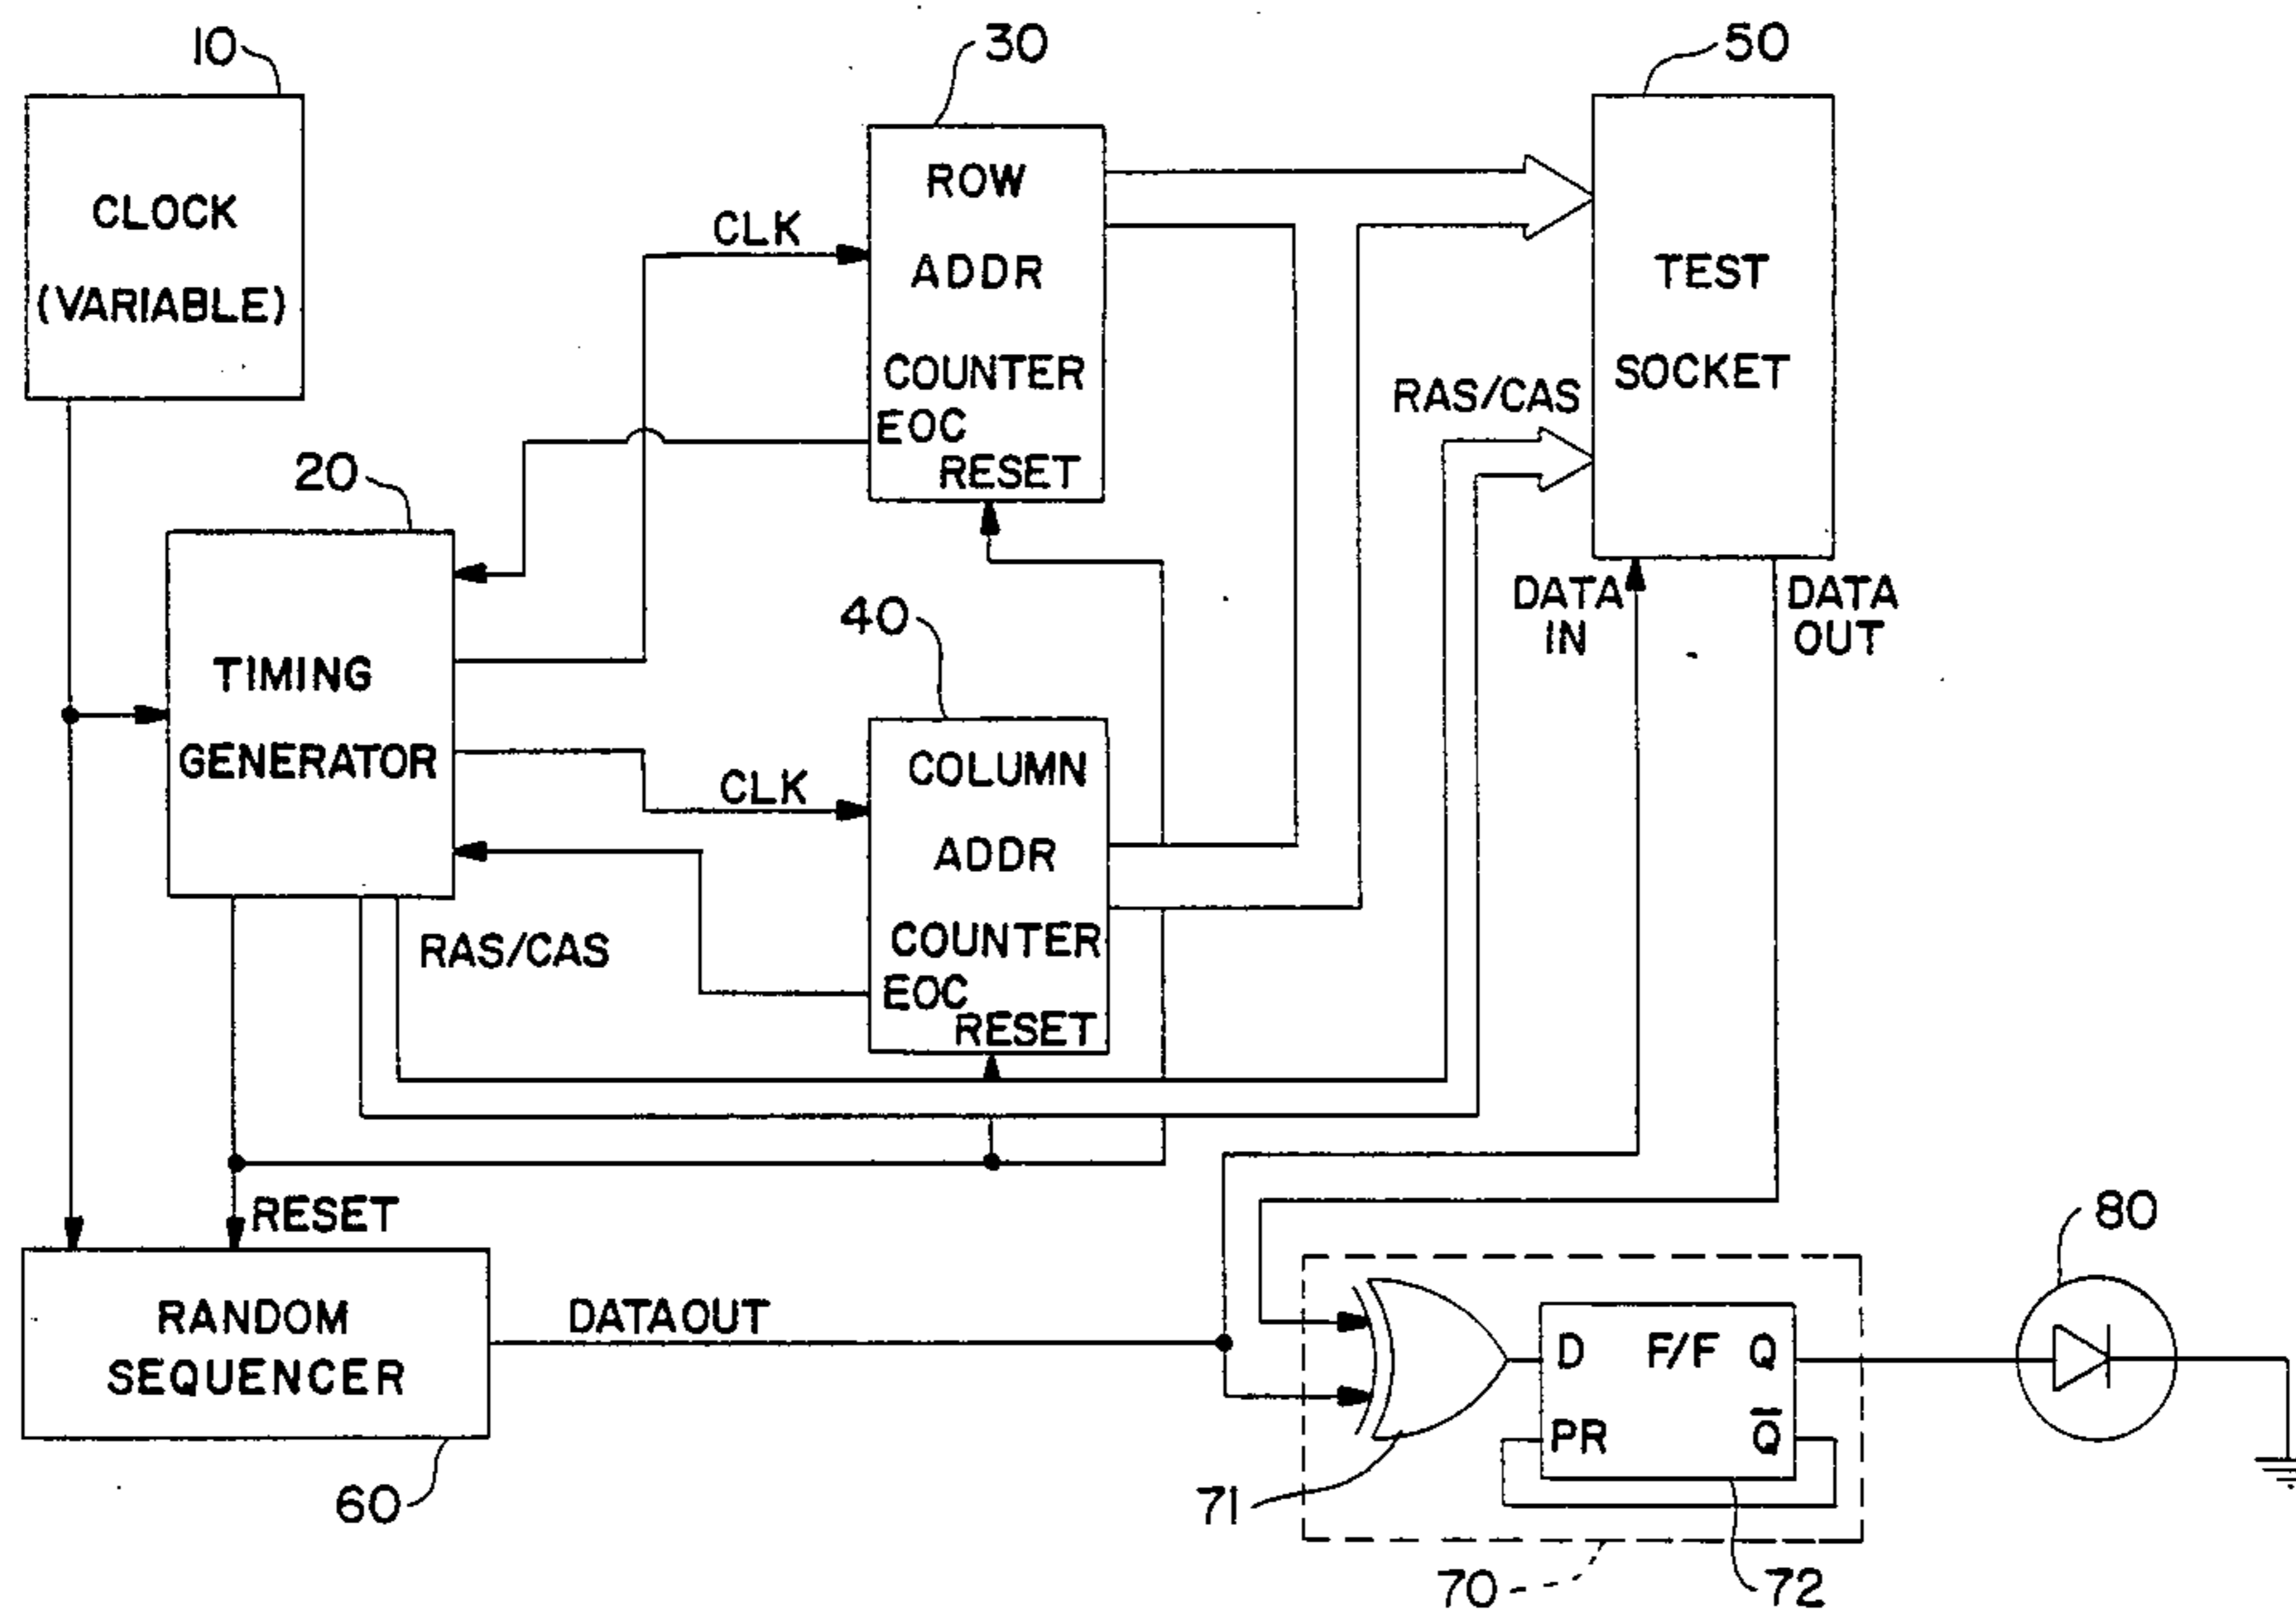 10
30
50
CLOCK
(VARIABLE)
CLK
ROW
ADDR
COUNTER
EOC
RESET
TEST
SOCKET
RAS/CAS
20
TIMING
GENERATOR
40
DATA
IN
DATA
OUT
CLK
COLUMN
ADDR
COUNTER
EOC
RESET
RAS/CAS
RESET
80
RANDOM
SEQUENCER
DATAOUT
D F/F Q
PR Q̅
60
71
70
72